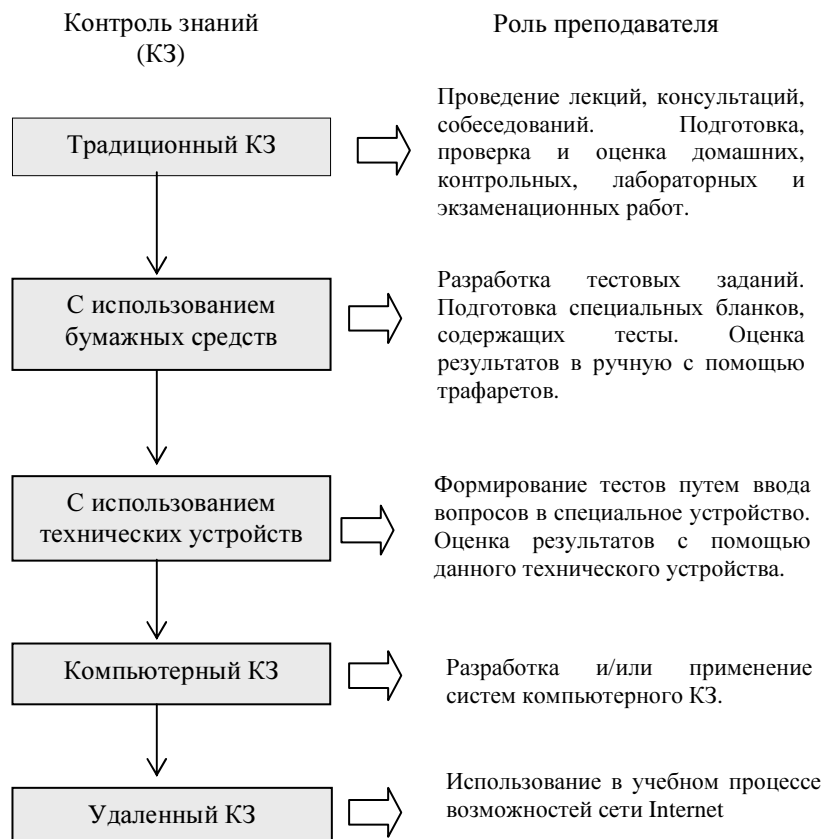 Контроль знаний
(КЗ)
Роль преподавателя
Традиционный КЗ
Проведение лекций, консультаций,
собеседований. Подготовка,
проверка и оценка домашних,
контрольных, лабораторных и
экзаменационных работ.
С использованием
бумажных средств
Разработка тестовых заданий.
Подготовка специальных бланков,
содержащих тесты. Оценка
результатов в ручную с помощью
трафаретов.
С использованием
технических устройств
Формирование тестов путем ввода
вопросов в специальное устройство.
Оценка результатов с помощью
данного технического устройства.
Компьютерный КЗ
Разработка и/или применение
систем компьютерного КЗ.
Удаленный КЗ
Использование в учебном процессе
возможностей сети Internet